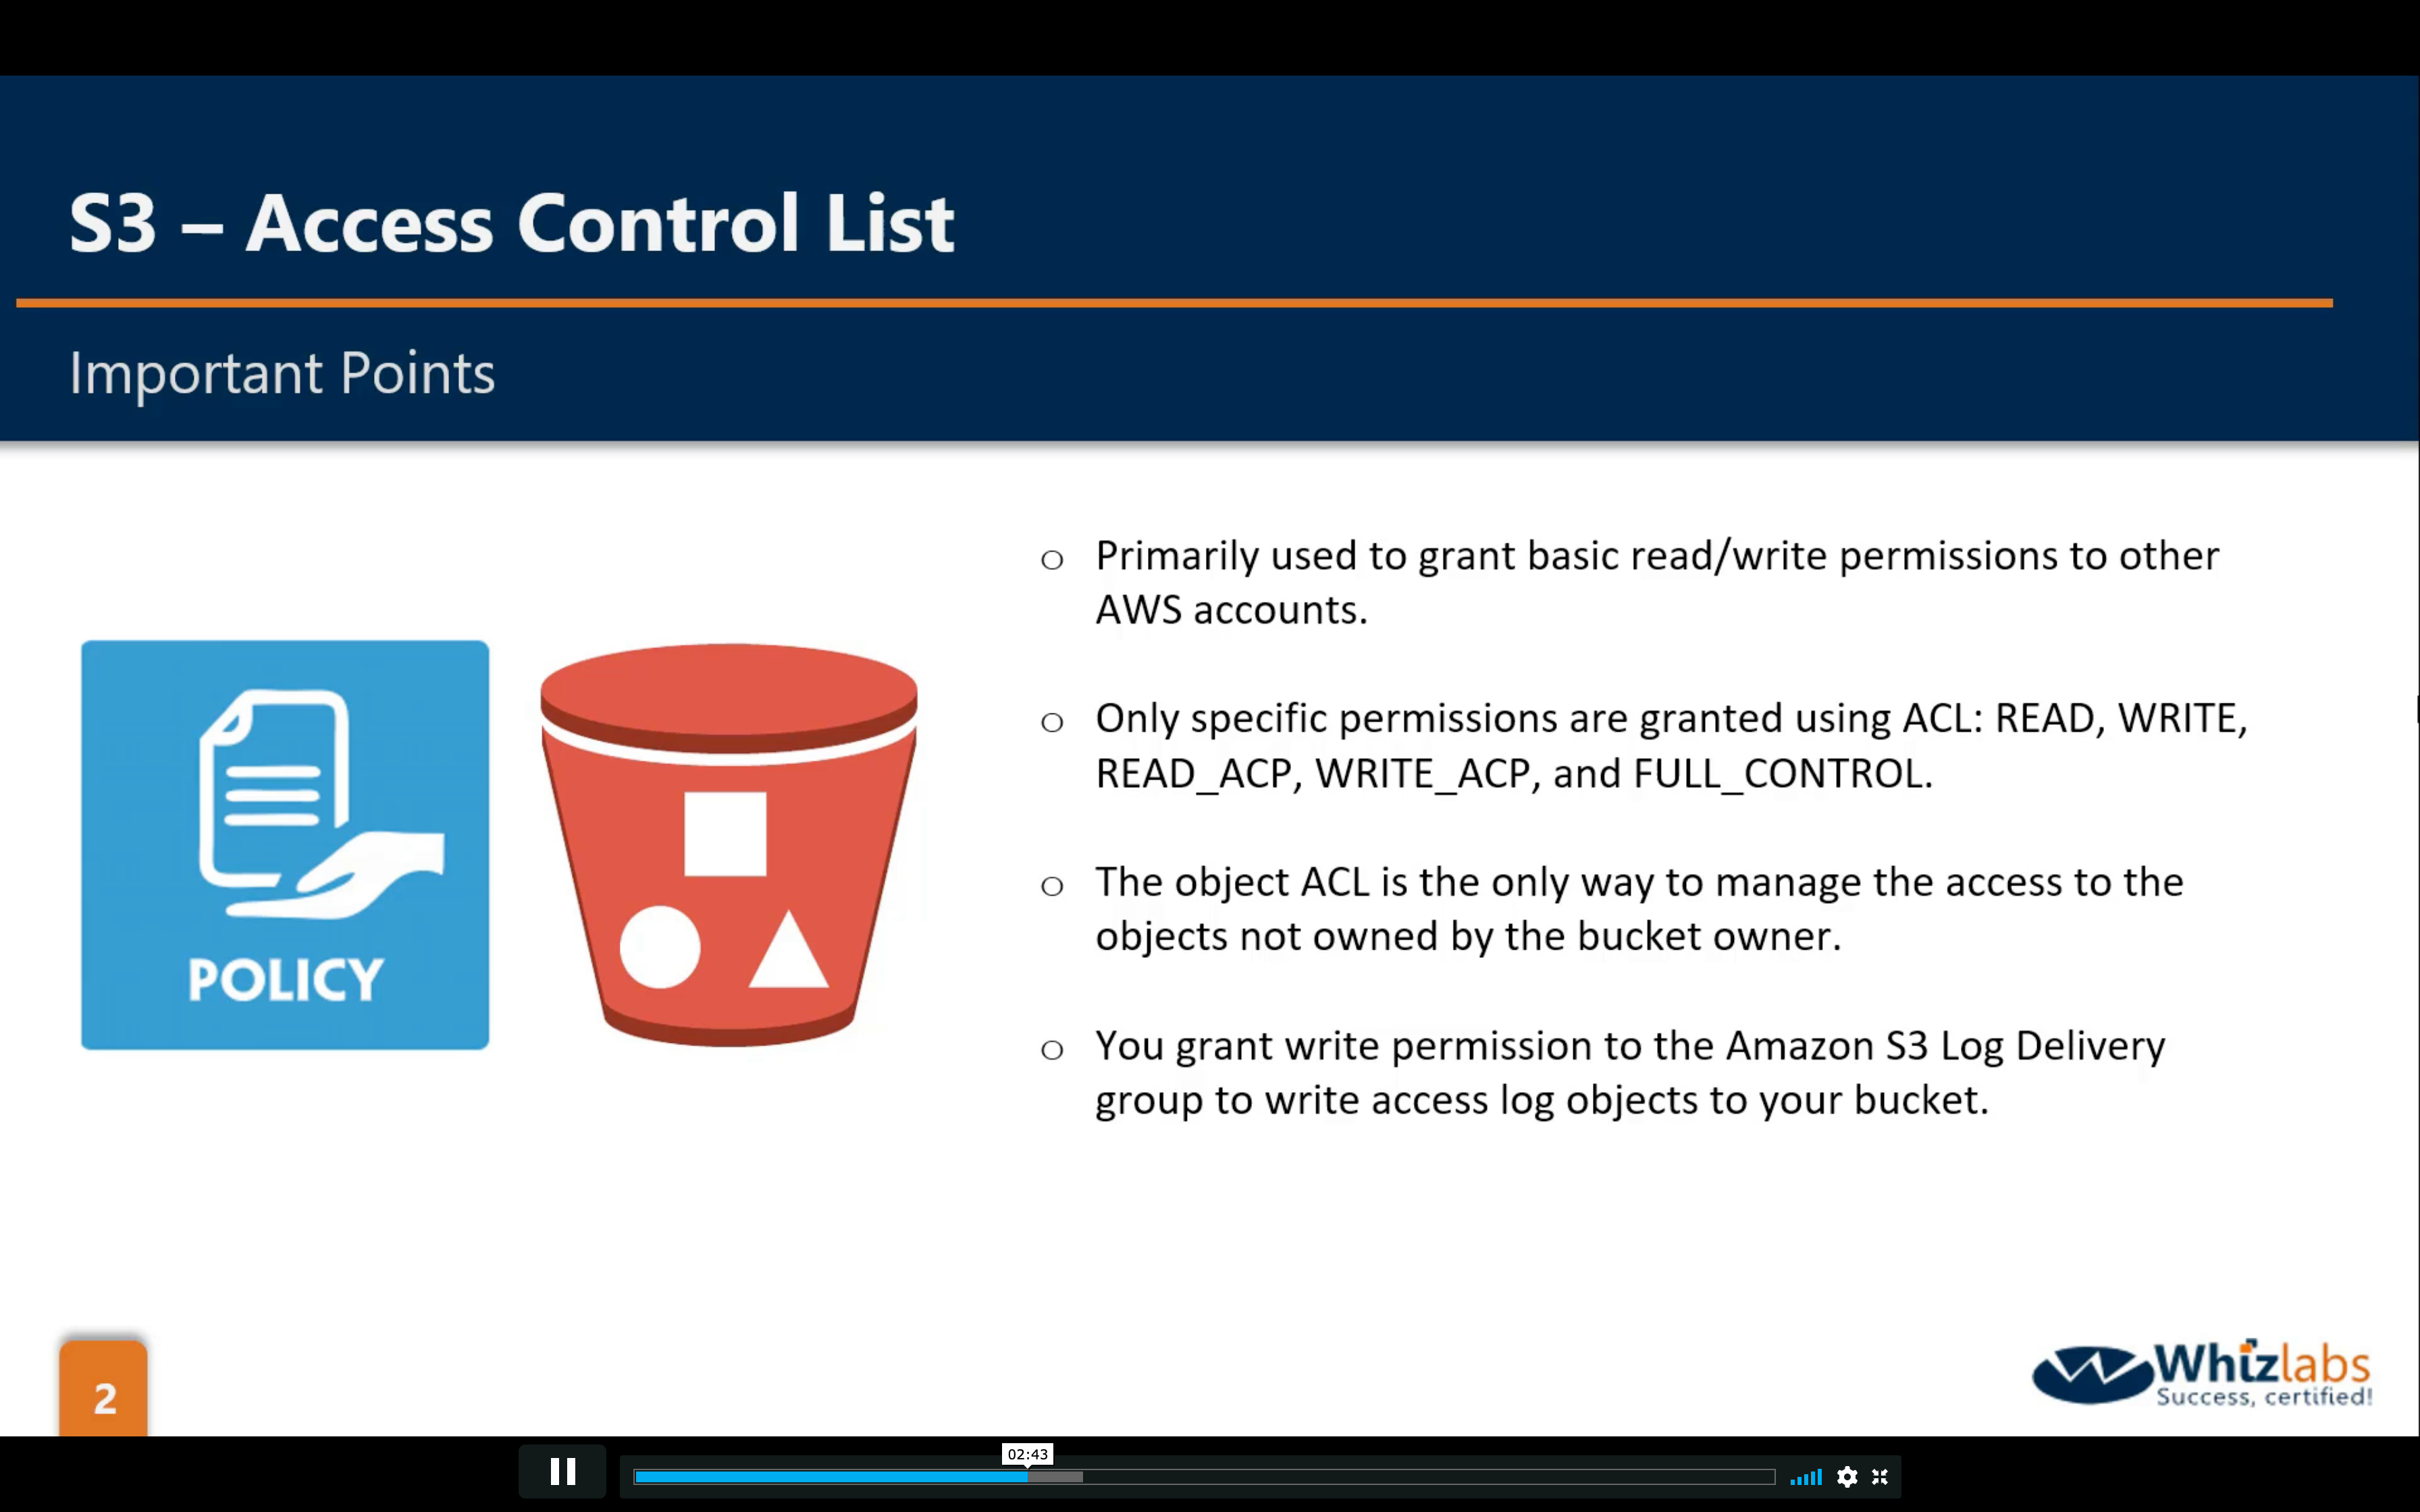 S3 – Access Control List
Important Points
POLICY
o Primarily used to grant basic read/write permissions to other
AWS accounts.
o Only specific permissions are granted using ACL: READ, WRITE,
READ_ACP, WRITE_ACP, and FULL_CONTROL.
o The object ACL is the only way to manage the access to the
objects not owned by the bucket owner.
o You grant write permission to the Amazon S3 Log Delivery
group to write access log objects to your bucket.
2
Whizlabs
Success, certified!
02:43